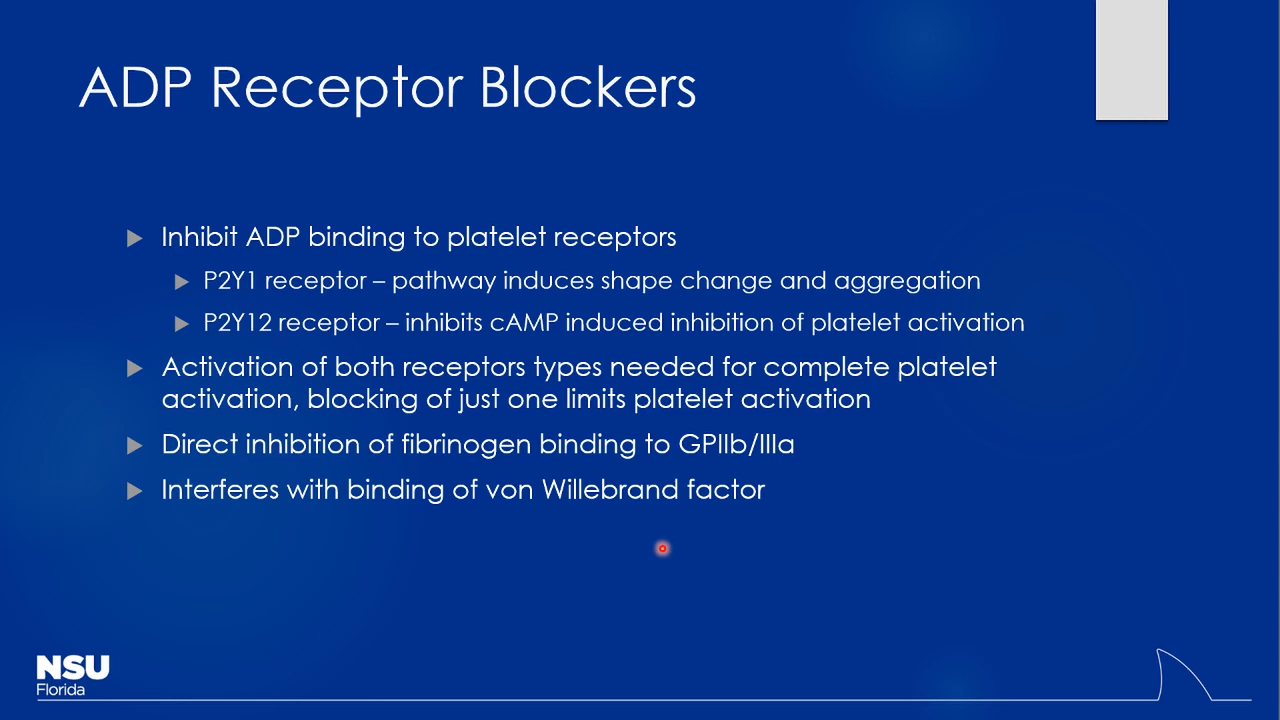 ADP Receptor Blockers
Inhibit ADP binding to platelet receptors
P2Y1 receptor – pathway induces shape change and aggregation
P2Y12 receptor – inhibits cAMP induced inhibition of platelet activation
Activation of both receptors types needed for complete platelet
activation, blocking of just one limits platelet activation
Direct inhibition of fibrinogen binding to GPIIb/IIIa
Interferes with binding of von Willebrand factor
NSU
Florida